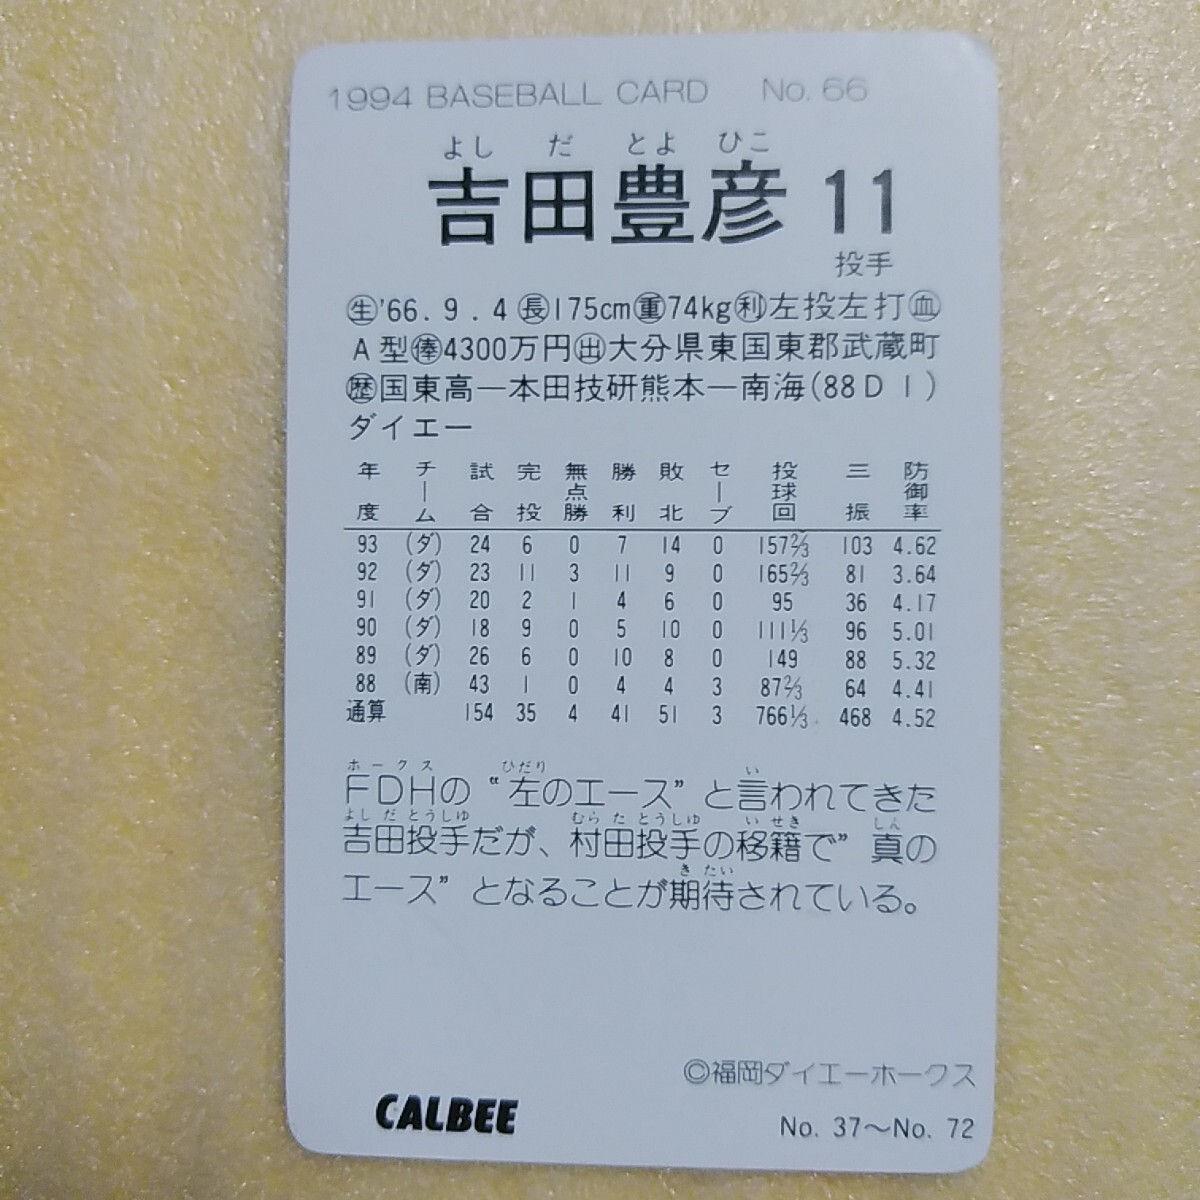 1994 BASEBALL CARD No. 66
よし だ とよ ひこ
吉田豊彦 11
投手
㊤'66. 9. 4 ㊐175cm㊥74kg㊒左投左打㊋
A型㊏4300万円㊍大分県東国東郡武蔵町
歴国東高―本田技研熊本―南海(88DI)
ダイエー
年度 チーム 試合 完投 無点勝 勝利 敗北 セーブ 投球回 三振 防御率
93 (ダ) 24 6 0 7 14 0 157⅔ 103 4.62
92 (ダ) 23 11 3 11 9 0 165⅔ 81 3.64
91 (ダ) 20 2 1 4 6 0 95 36 4.17
90 (ダ) 18 9 0 5 10 0 111⅓ 96 5.01
89 (ダ) 26 6 0 10 8 0 149 88 5.32
88 (南) 43 1 0 4 4 3 87⅔ 64 4.41
通算 154 35 4 41 51 3 766⅓ 468 4.52
ホークス ひだり い
FDHの“左のエース”と言われてきた
よし だ とうしゅ むら た とうしゅ い せき しん
吉田投手だが、村田投手の移籍で”真の
き たい
エース”となることが期待されている。
©福岡ダイエーホークス
CALBEE
No. 37～No. 72